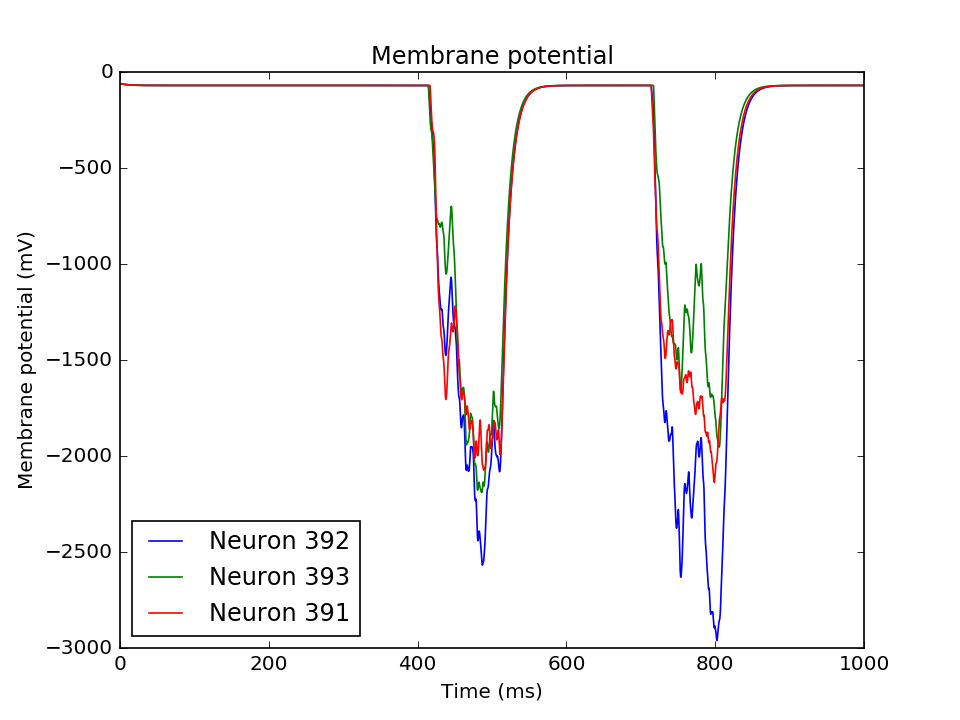 Membrane potential
0
−500
−1000
−1500
−2000
−2500
−3000
Membrane potential (mV)
Neuron 392
Neuron 393
Neuron 391
0 200 400 600 800 1000
Time (ms)